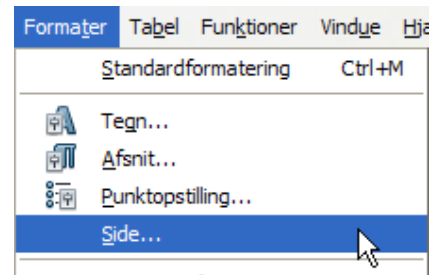 Formater Tabel Funktioner Vindue Hjæ
Standardformatering Ctrl+M
Tegn...
Afsnit...
Punktopstilling...
Side...